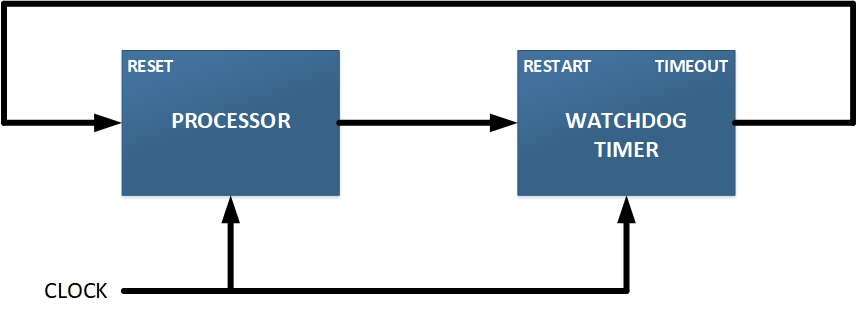 RESET
PROCESSOR
RESTART TIMEOUT
WATCHDOG
TIMER
CLOCK